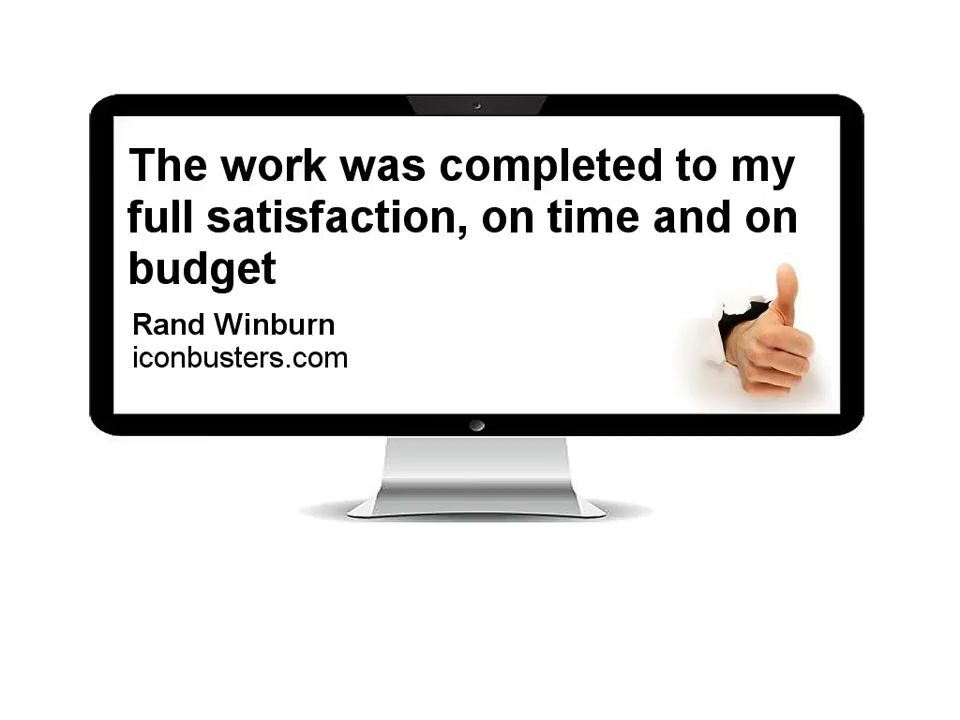 The work was completed to my
full satisfaction, on time and on
budget
Rand Winburn
iconbusters.com